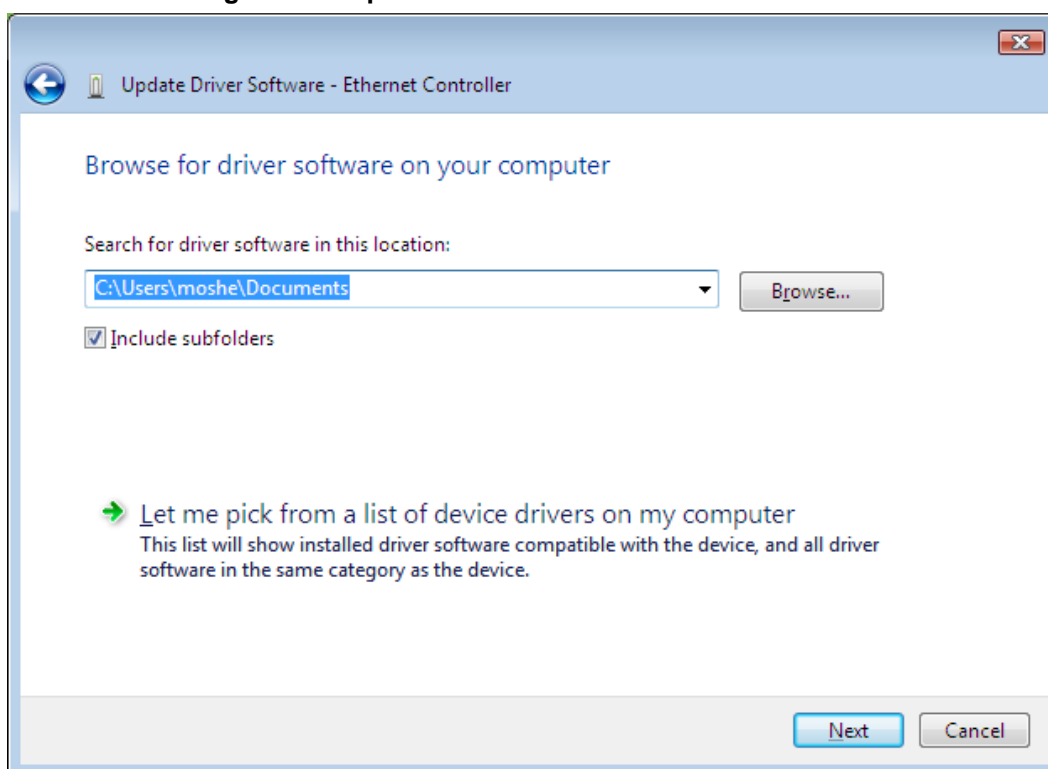 Update Driver Software - Ethernet Controller
Browse for driver software on your computer
Search for driver software in this location:
C:\Users\moshe\Documents
Browse...
Include subfolders
Let me pick from a list of device drivers on my computer
This list will show installed driver software compatible with the device, and all driver
software in the same category as the device.
Next Cancel